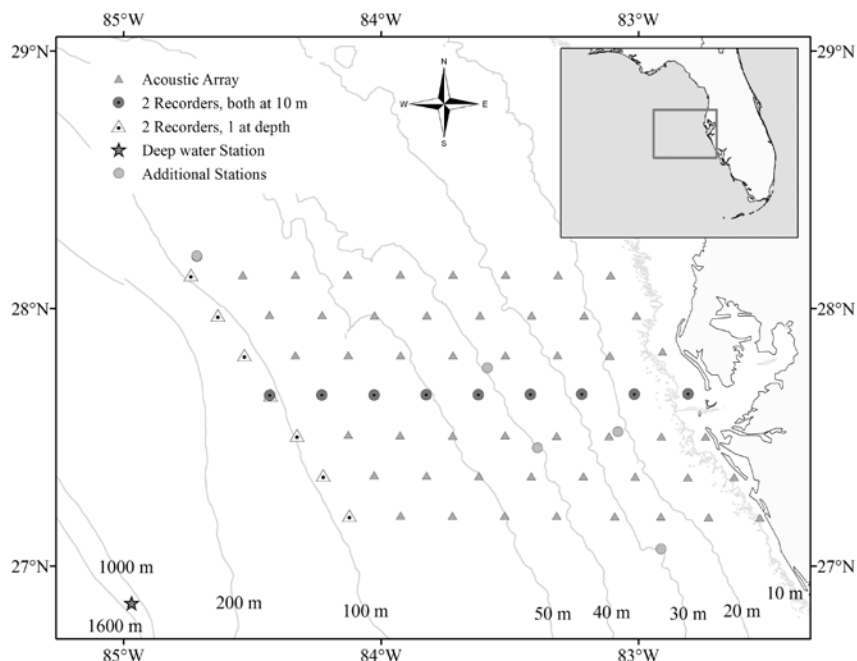 85°W 84°W 83°W
29°N 29°N
N
W E
S
Acoustic Array
2 Recorders, both at 10 m
2 Recorders, 1 at depth
Deep water Station
Additional Stations
28°N 28°N
27°N 27°N
1000 m
1600 m
200 m
100 m
50 m
40 m
30 m
20 m
10 m
85°W 84°W 83°W